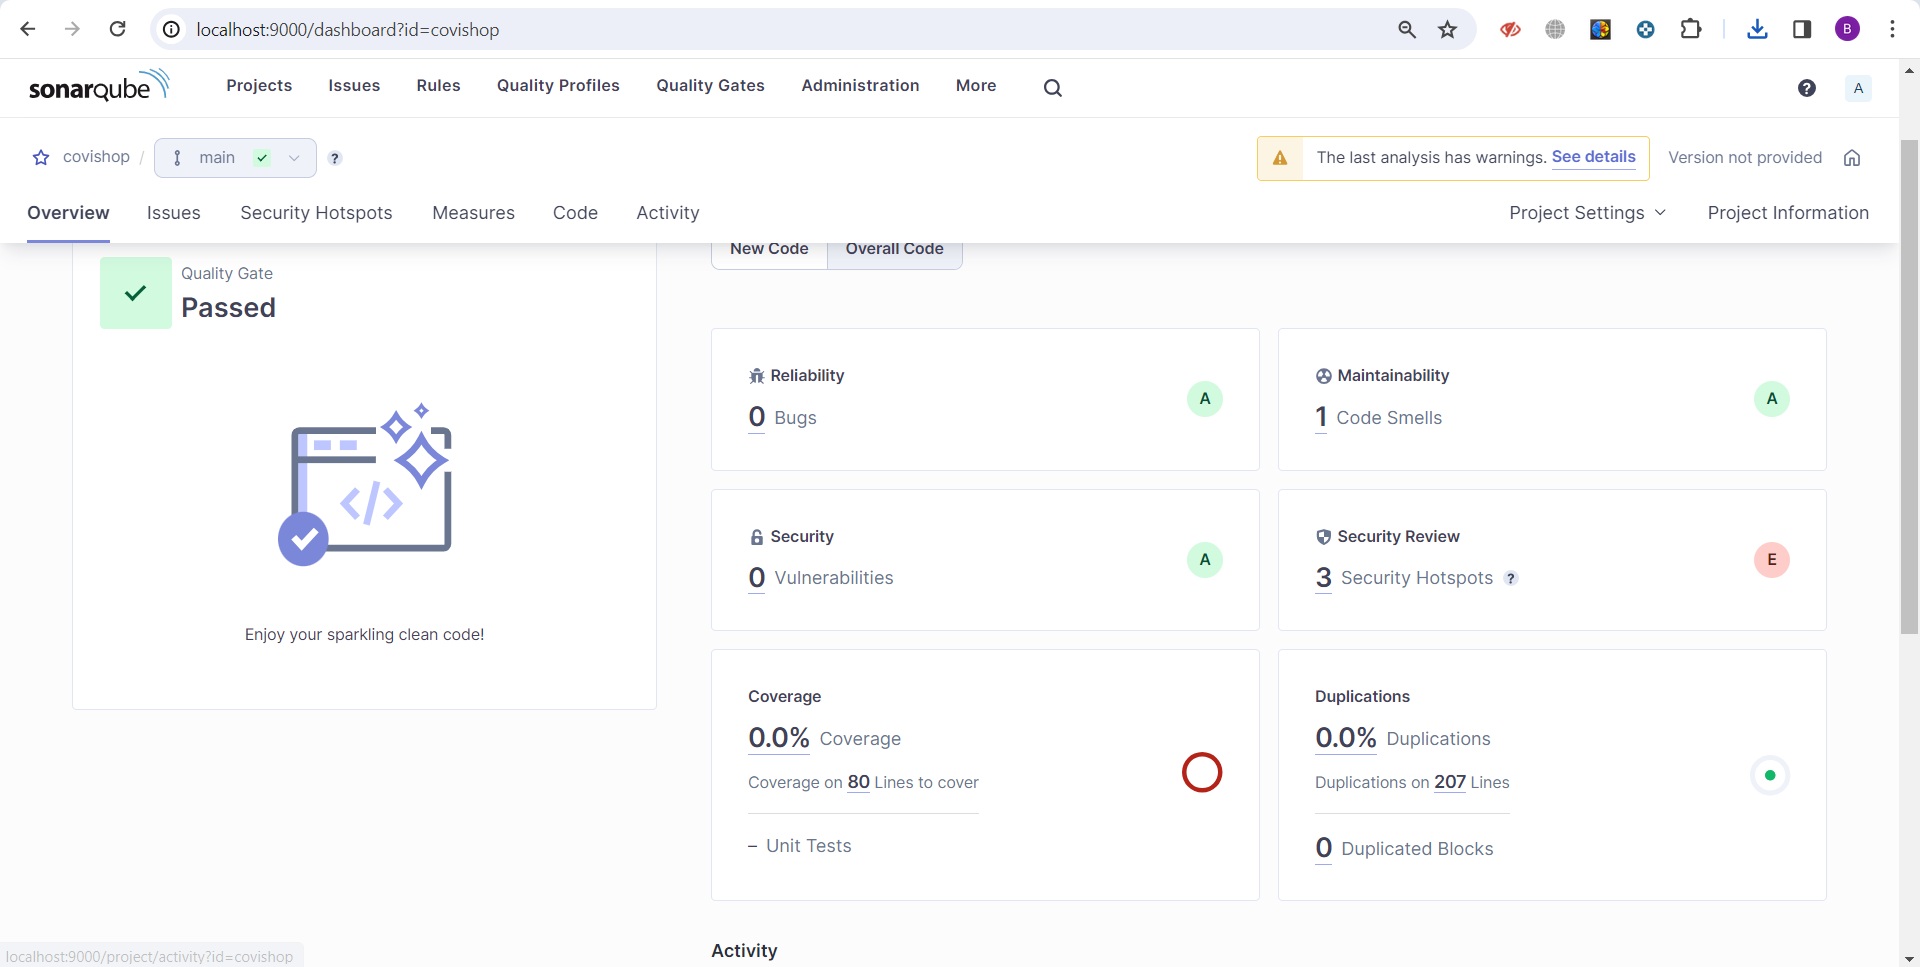 localhost:9000/dashboard?id=covishop
B
sonarqube
Projects Issues Rules Quality Profiles Quality Gates Administration More
? A
covishop / main ?
The last analysis has warnings. See details
Version not provided
Overview Issues Security Hotspots Measures Code Activity
Project Settings Project Information
Quality Gate
Passed
</>
Enjoy your sparkling clean code!
New Code Overall Code
Reliability
0 Bugs
A
Maintainability
1 Code Smells
A
Security
0 Vulnerabilities
A
Security Review
3 Security Hotspots ?
E
Coverage
0.0% Coverage
Coverage on 80 Lines to cover
– Unit Tests
Duplications
0.0% Duplications
Duplications on 207 Lines
0 Duplicated Blocks
Activity
localhost:9000/project/activity?id=covishop